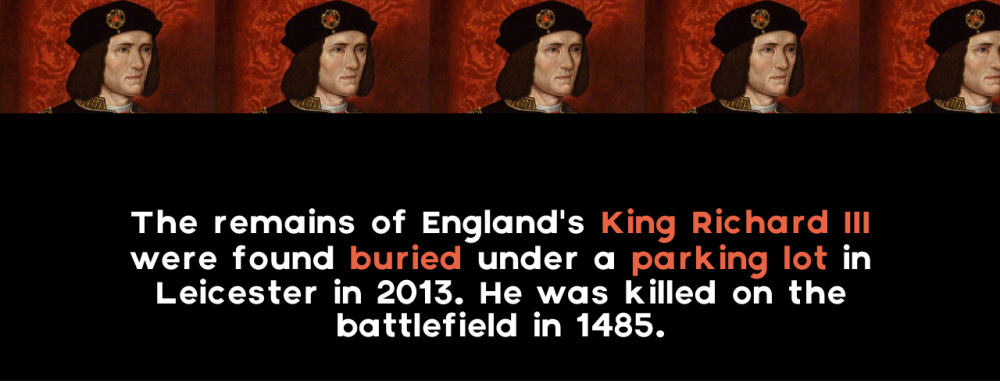 The remains of England's King Richard III
were found buried under a parking lot in
Leicester in 2013. He was killed on the
battlefield in 1485.